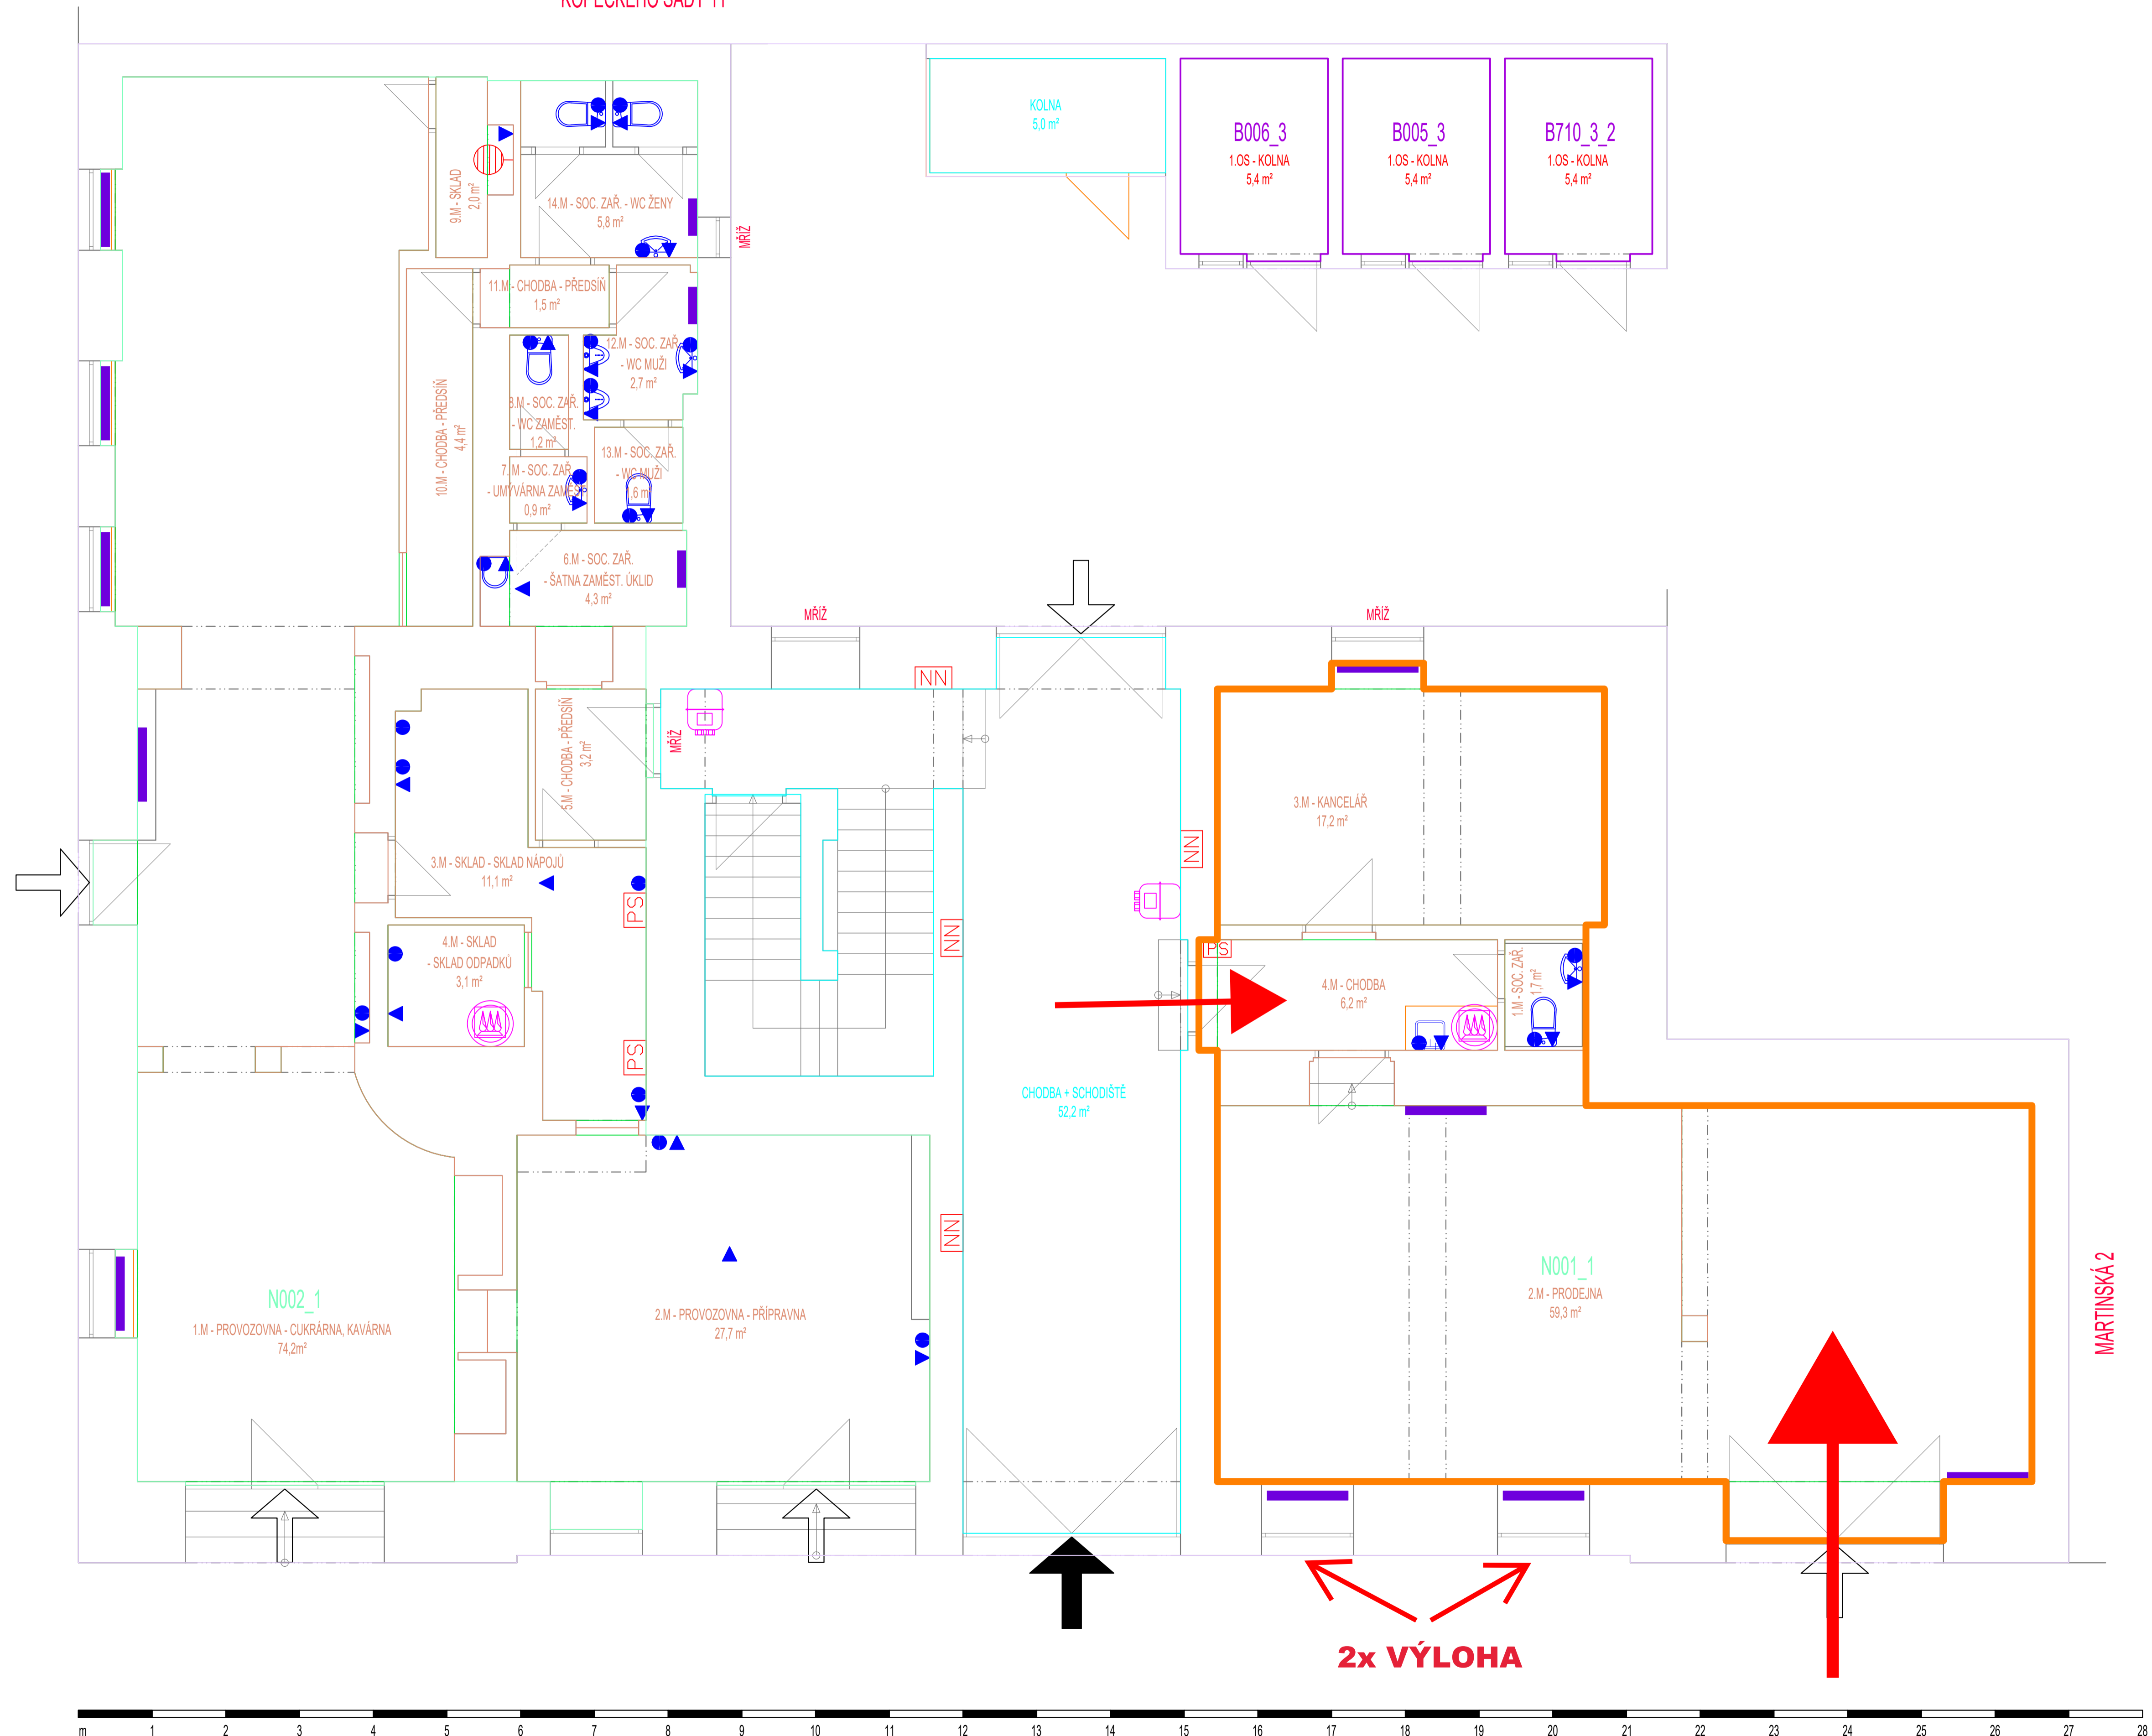 KOPECKÉHO SADY 11
KOLNA
5,0 m²
B006_3
1.OS - KOLNA
5,4 m²
B005_3
1.OS - KOLNA
5,4 m²
B710_3_2
1.OS - KOLNA
5,4 m²
9.M - SKLAD
2,0 m²
14.M - SOC. ZAŘ. - WC ŽENY
5,8 m²
MŘÍŽ
11.M - CHODBA - PŘEDSÍŇ
1,5 m²
12.M - SOC. ZAŘ.
- WC MUŽI
2,7 m²
10.M - CHODBA - PŘEDSÍŇ
4,4 m²
8.M - SOC. ZAŘ.
- WC ZAMĚST.
1,2 m²
13.M - SOC. ZAŘ.
- WC MUŽI
,6 m²
7.M - SOC. ZAŘ.
- UMÝVÁRNA ZAMĚST.
0,9 m²
6.M - SOC. ZAŘ.
- ŠATNA ZAMĚST. ÚKLID
4,3 m²
MŘÍŽ
MŘÍŽ
NN
5.M - CHODBA - PŘEDSÍŇ
3,2 m²
MŘÍŽ
3.M - KANCELÁŘ
17,2 m²
NN
3.M - SKLAD - SKLAD NÁPOJŮ
11,1 m²
PS
NN
4.M - SKLAD
- SKLAD ODPADKŮ
3,1 m²
PS
4.M - CHODBA
6,2 m²
1.M - SOC. ZAŘ.
1,7 m²
PS
CHODBA + SCHODIŠTĚ
52,2 m²
NN
N002_1
1.M - PROVOZOVNA - CUKRÁRNA, KAVÁRNA
74,2m²
2.M - PROVOZOVNA - PŘÍPRAVNA
27,7 m²
N001_1
2.M - PRODEJNA
59,3 m²
MARTINSKÁ 2
2x VÝLOHA
m 1 2 3 4 5 6 7 8 9 10 11 12 13 14 15 16 17 18 19 20 21 22 23 24 25 26 27 28